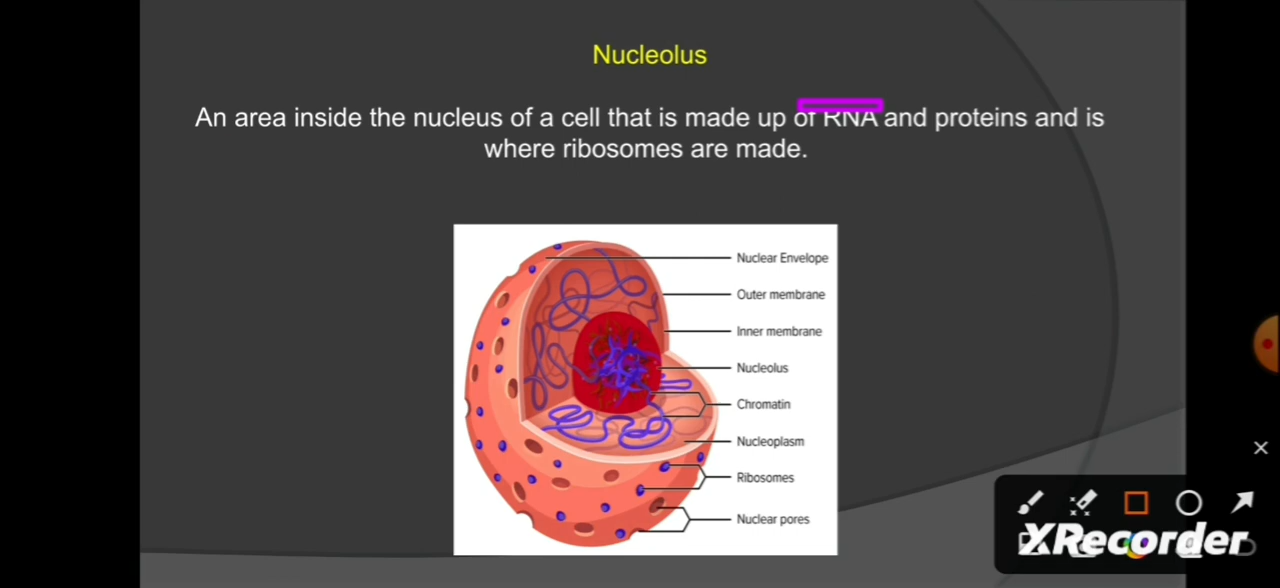 Nucleolus
An area inside the nucleus of a cell that is made up of RNA and proteins and is
where ribosomes are made.
Nuclear Envelope
Outer membrane
Inner membrane
Nucleolus
Chromatin
Nucleoplasm
Ribosomes
Nuclear pores
XRecorder